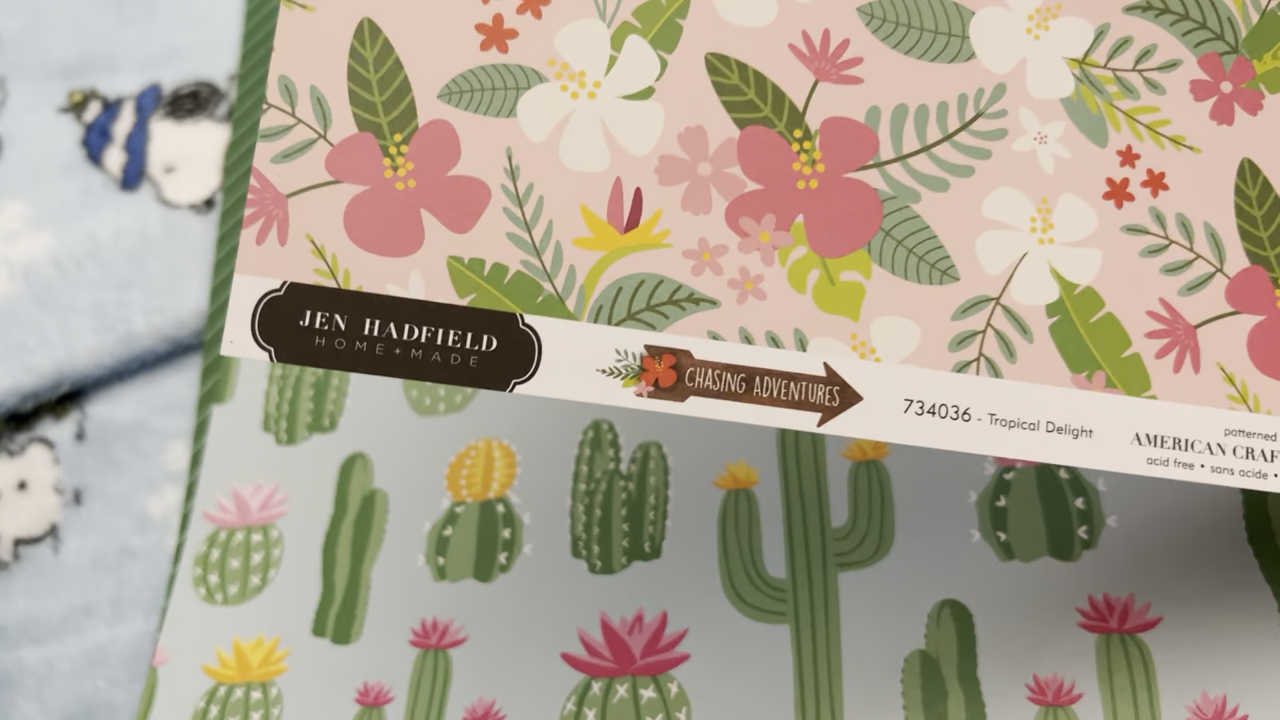 JEN HADFIELD
HOME+MADE
CHASING ADVENTURES
734036 - Tropical Delight
patterned
AMERICAN CRAF
acid free • sans acide •